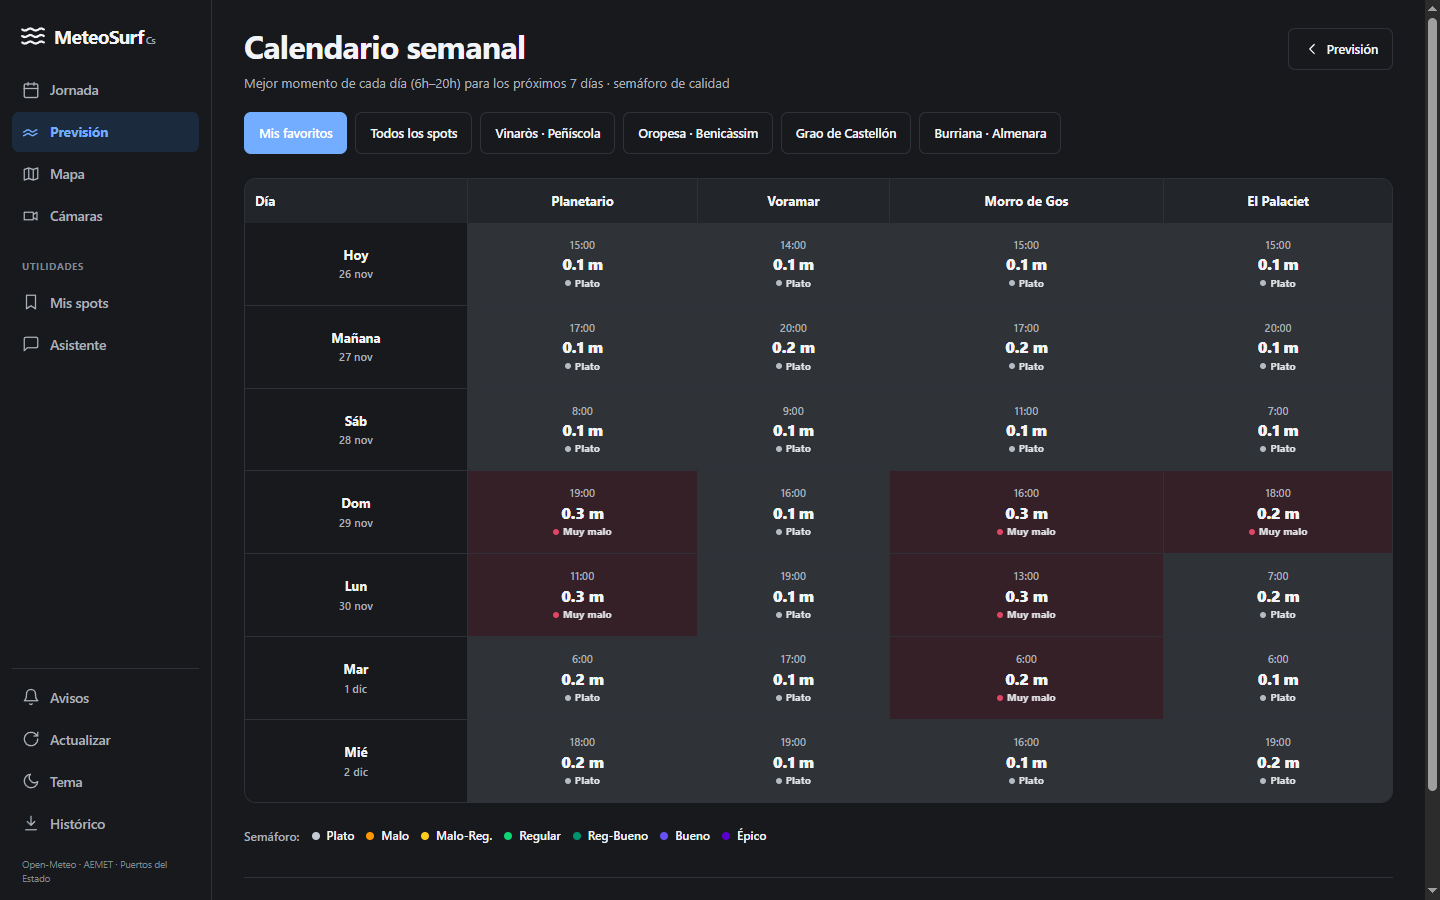 MeteoSurf Cs
Jornada
Previsión
Mapa
Cámaras
UTILIDADES
Mis spots
Asistente
Avisos
Actualizar
Tema
Histórico
Open-Meteo · AEMET · Puertos del
Estado
Calendario semanal
Previsión
Mejor momento de cada día (6h–20h) para los próximos 7 días · semáforo de calidad
Mis favoritos Todos los spots Vinaròs · Peñíscola Oropesa · Benicàssim Grao de Castellón Burriana · Almenara
Día Planetario Voramar Morro de Gos El Palaciet
Hoy
26 nov
15:00 14:00 15:00 15:00
0.1 m 0.1 m 0.1 m 0.1 m
Plato Plato Plato Plato
Mañana
27 nov
17:00 20:00 17:00 20:00
0.1 m 0.2 m 0.2 m 0.1 m
Plato Plato Plato Plato
Sáb
28 nov
8:00 9:00 11:00 7:00
0.1 m 0.1 m 0.1 m 0.1 m
Plato Plato Plato Plato
Dom
29 nov
19:00 16:00 16:00 18:00
0.3 m 0.1 m 0.3 m 0.2 m
Muy malo Plato Muy malo Muy malo
Lun
30 nov
11:00 19:00 13:00 7:00
0.3 m 0.1 m 0.3 m 0.2 m
Muy malo Plato Muy malo Plato
Mar
1 dic
6:00 17:00 6:00 6:00
0.2 m 0.1 m 0.2 m 0.1 m
Plato Plato Muy malo Plato
Mié
2 dic
18:00 19:00 16:00 19:00
0.2 m 0.1 m 0.1 m 0.2 m
Plato Plato Plato Plato
Semáforo: Plato Malo Malo-Reg. Regular Reg-Bueno Bueno Épico